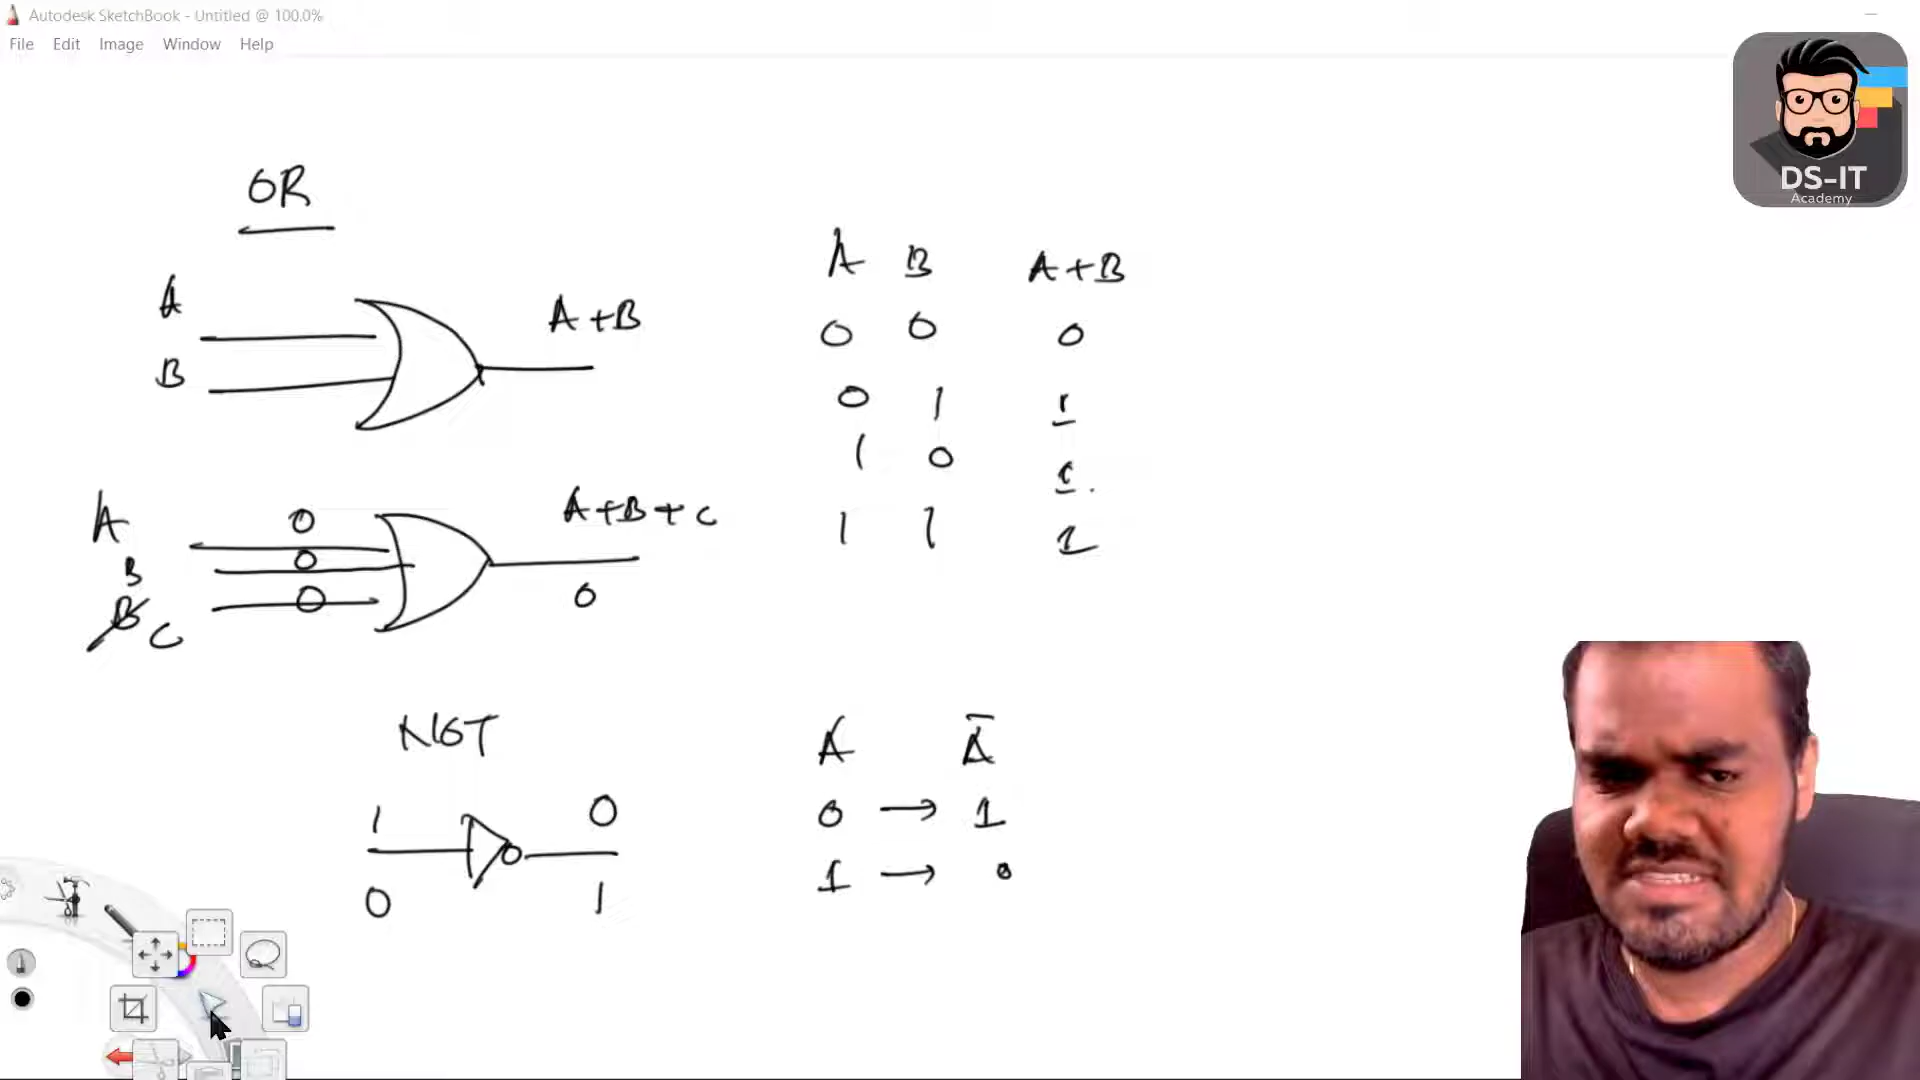 Autodesk SketchBook - Untitled @ 100.0%
File Edit Image Window Help
DS-IT
Academy
OR
A
B
A+B
A B A+B
0 0 0
0 1 1
1 0 1
1 1 1
A
B
B C
0
0
0
A+B+C
0
NOT
1 0
0 1
A Ā
0 → 1
1 → 0